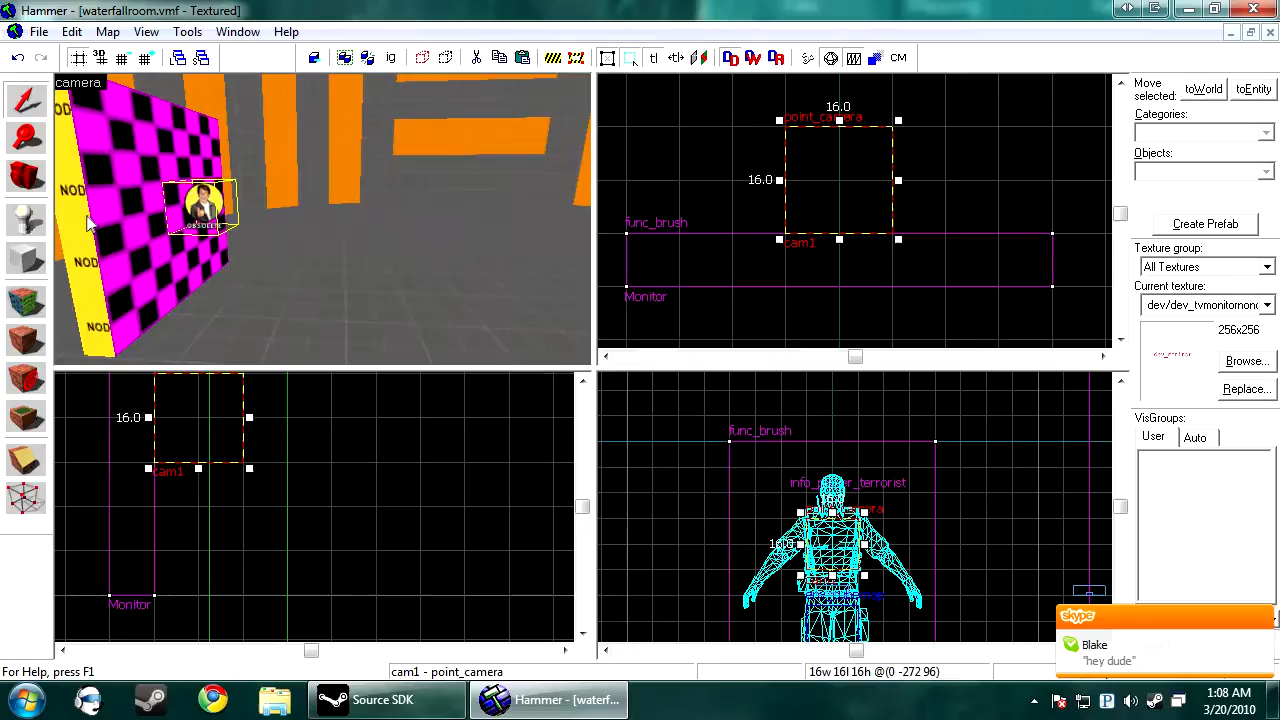 Hammer - [waterfallroom.vmf - Textured]
File Edit Map View Tools Window Help
3D
ig
tl
CM
camera
NOD
NOD
NOD
OBSOLETE
16.0
point_camera
16.0
func_brush
cam1
Monitor
16.0
cam1
Monitor
func_brush
16.0
Move selected:
toWorld
toEntity
Categories:
Objects:
Create Prefab
Texture group:
All Textures
Current texture:
256x256
Browse...
Replace...
VisGroups
User
Auto
skype
Blake
"hey dude"
For Help, press F1
cam1 - point_camera
16w 16l 16h @(0 -272 96)
Source SDK
Hammer - [waterf...
P
1:08 AM
3/20/2010